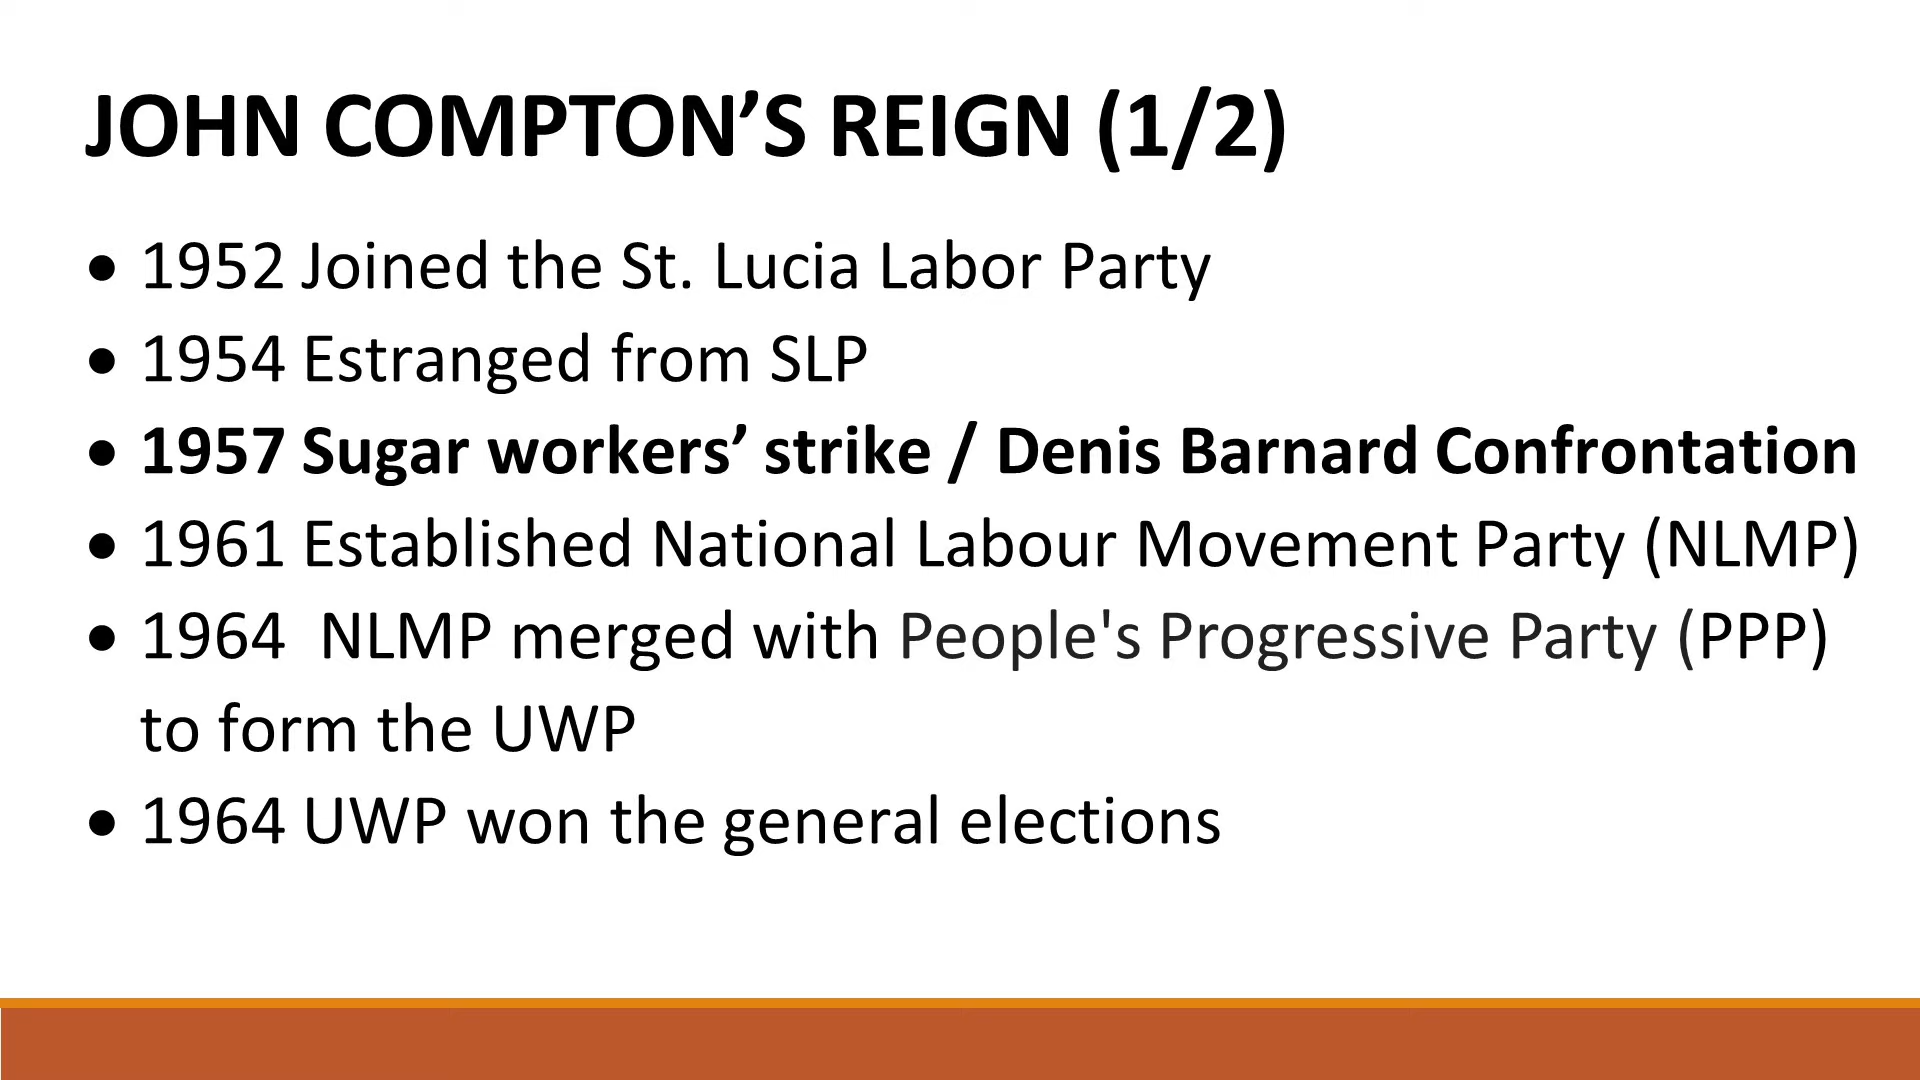 JOHN COMPTON’S REIGN (1/2)
• 1952 Joined the St. Lucia Labor Party
• 1954 Estranged from SLP
• 1957 Sugar workers’ strike / Denis Barnard Confrontation
• 1961 Established National Labour Movement Party (NLMP)
• 1964  NLMP merged with People's Progressive Party (PPP)
to form the UWP
• 1964 UWP won the general elections